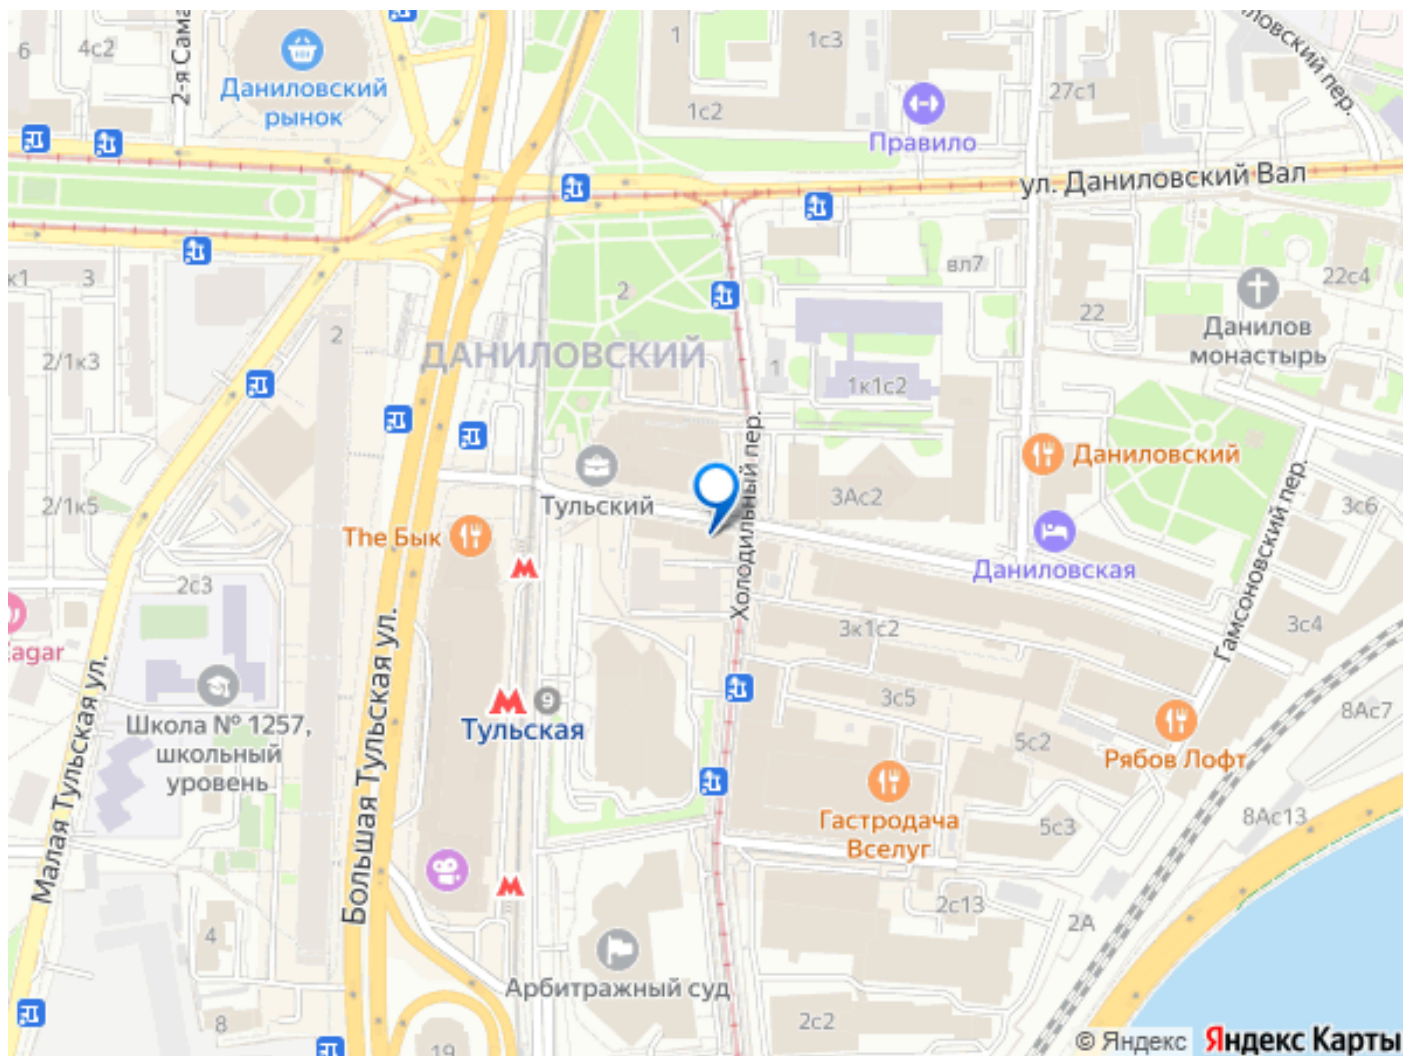 6
4с2
2-я Сама
Даниловский
рынок
1
1с3
1с2
Правило
27с1
ловский пер.
ул. Даниловский Вал
к1
3
2
2
вл7
22
22с4
Данилов
монастырь
2/1к3
ДАНИЛОВСКИЙ
1
1к1с2
Холодильный пер.
2/1к5
Тульский
3Ас2
Даниловский
3с6
The Бык
Даниловская
Гамсоновский пер.
2с3
3к1с2
3с4
Zagar
Малая Тульская ул.
Большая Тульская ул.
9
Тульская
3с5
8Ас7
Школа № 1257,
школьный
уровень
5с2
Рябов Лофт
Гастродача
Вселуг
5с3
8Ас13
2с13
2А
4
Арбитражный суд
8
19
2с2
© Яндекс
Яндекс Карты